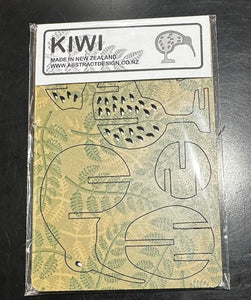 KIWI
MADE IN NEW ZEALAND
WWW.ABSTRACTDESIGN.CO.NZ